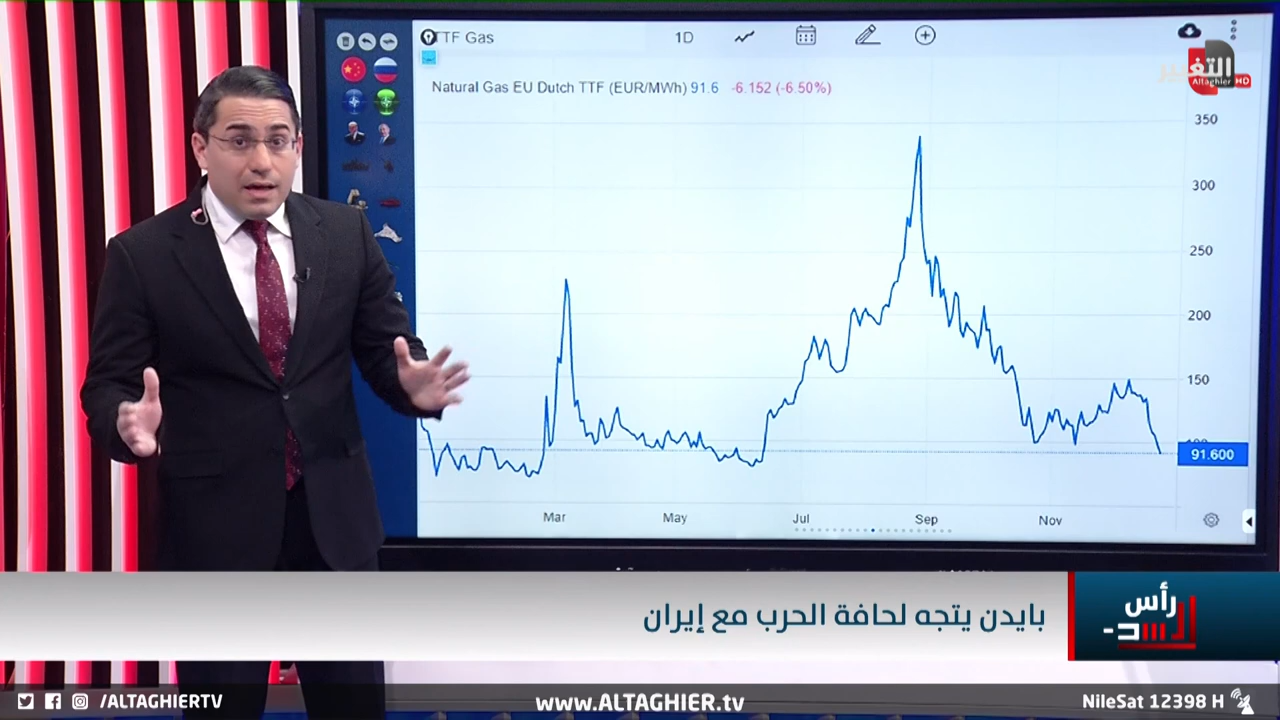 TTF Gas
1D
Natural Gas EU Dutch TTF (EUR/MWh) 91.6 -6.152 (-6.50%)
التغيير
Altaghier HD
350
300
250
200
150
100
91.600
Mar May Jul Sep Nov
بايدن يتجه لحافة الحرب مع إيران
رأس
السد-
/ALTAGHIERTV
www.ALTAGHIER.tv
NileSat 12398 H